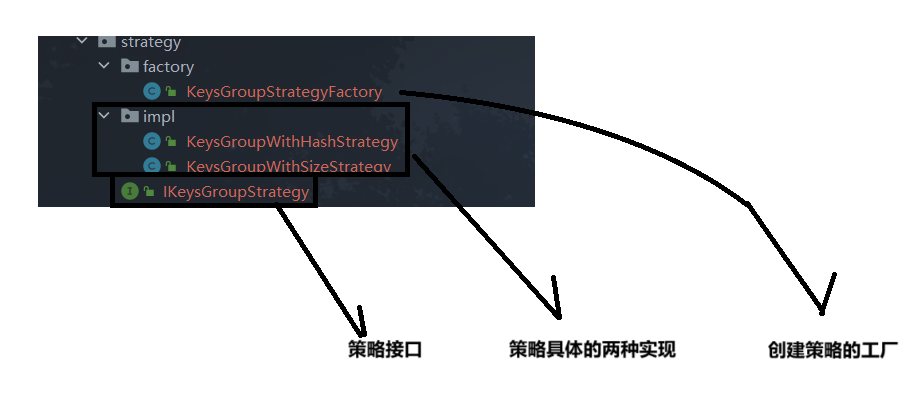 strategy
factory
C KeysGroupStrategyFactory
impl
C KeysGroupWithHashStrategy
C KeysGroupWithSizeStrategy
I IKeysGroupStrategy
策略接口
策略具体的两种实现
创建策略的工厂